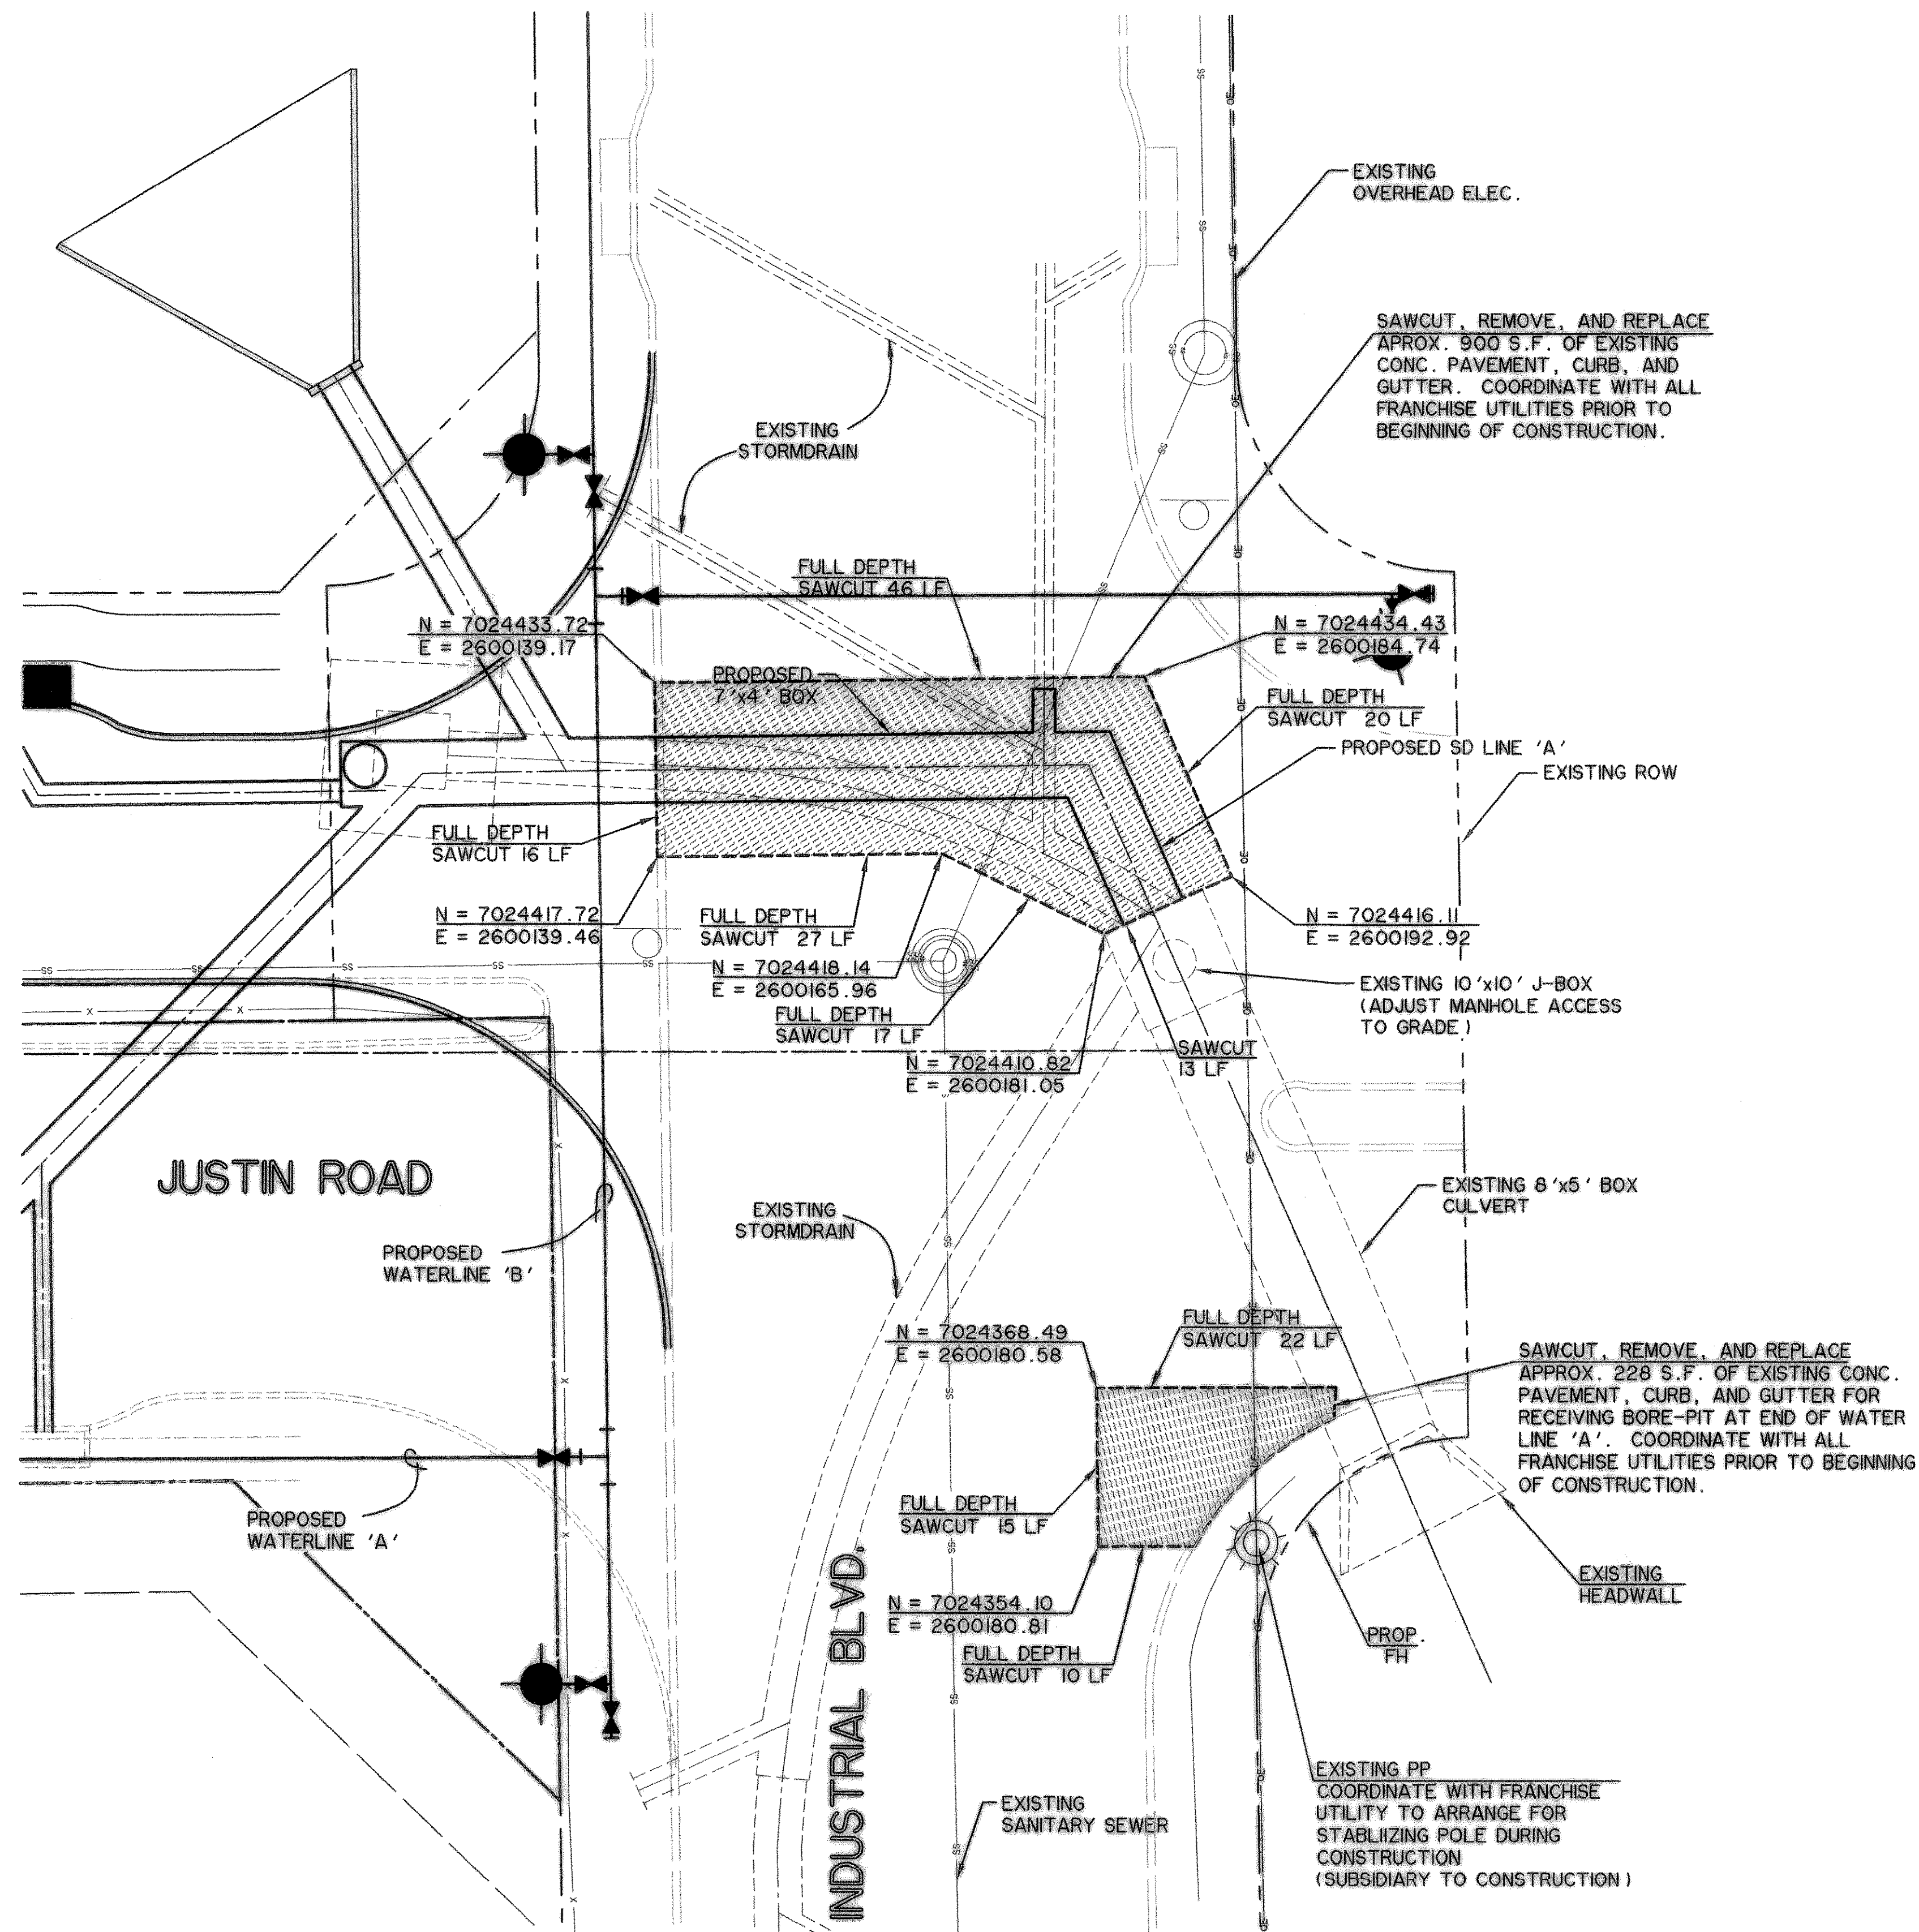 EXISTING
OVERHEAD ELEC.
SAWCUT, REMOVE, AND REPLACE
APROX. 900 S.F. OF EXISTING
CONC. PAVEMENT, CURB, AND
GUTTER. COORDINATE WITH ALL
FRANCHISE UTILITIES PRIOR TO
BEGINNING OF CONSTRUCTION.
EXISTING
STORMDRAIN
FULL DEPTH
SAWCUT 46 LF
N = 7024433.72
E = 2600139.17
N = 7024434.43
E = 2600184.74
PROPOSED
7'x4' BOX
FULL DEPTH
SAWCUT 20 LF
PROPOSED SD LINE 'A'
EXISTING ROW
FULL DEPTH
SAWCUT 16 LF
N = 7024417.72
E = 2600139.46
FULL DEPTH
SAWCUT 27 LF
N = 7024416.11
E = 2600192.92
N = 7024418.14
E = 2600165.96
FULL DEPTH
SAWCUT 17 LF
EXISTING 10'x10' J-BOX
(ADJUST MANHOLE ACCESS
TO GRADE)
N = 7024410.82
E = 2600181.05
SAWCUT
13 LF
JUSTIN ROAD
EXISTING 8'x5' BOX
CULVERT
EXISTING
STORMDRAIN
PROPOSED
WATERLINE 'B'
N = 7024368.49
E = 2600180.58
FULL DEPTH
SAWCUT 22 LF
SAWCUT, REMOVE, AND REPLACE
APPROX. 228 S.F. OF EXISTING CONC.
PAVEMENT, CURB, AND GUTTER FOR
RECEIVING BORE-PIT AT END OF WATER
LINE 'A'. COORDINATE WITH ALL
FRANCHISE UTILITIES PRIOR TO BEGINNING
OF CONSTRUCTION.
PROPOSED
WATERLINE 'A'
FULL DEPTH
SAWCUT 15 LF
EXISTING
HEADWALL
N = 7024354.10
E = 2600180.81
FULL DEPTH
SAWCUT 10 LF
PROP.
FH
INDUSTRIAL BLVD.
EXISTING
SANITARY SEWER
EXISTING PP
COORDINATE WITH FRANCHISE
UTILITY TO ARRANGE FOR
STABLIIZING POLE DURING
CONSTRUCTION
(SUBSIDIARY TO CONSTRUCTION)